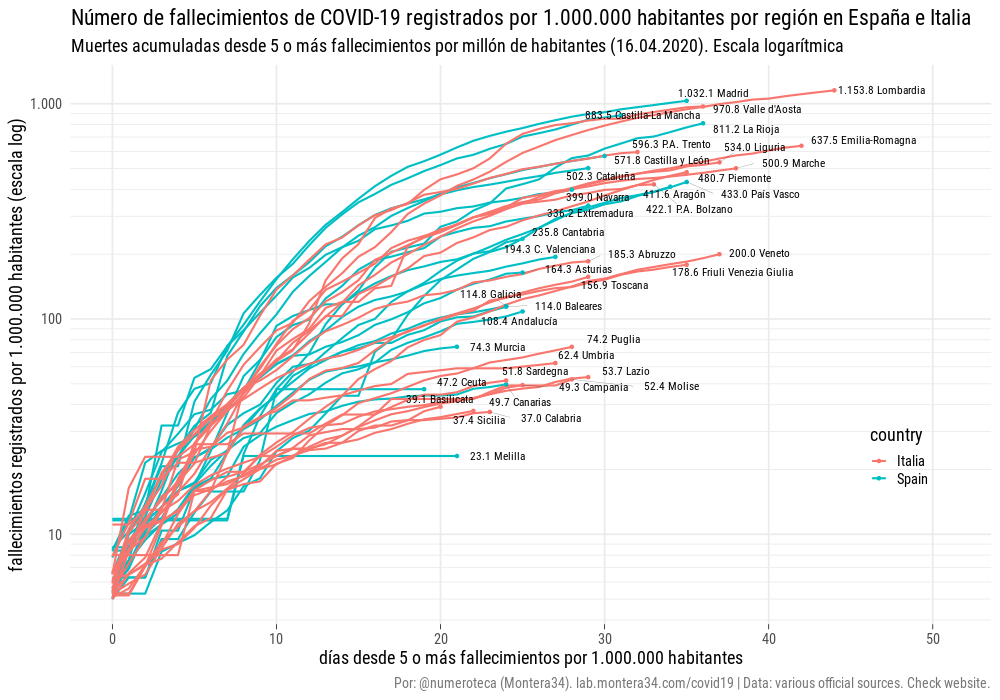 Número de fallecimientos de COVID-19 registrados por 1.000.000 habitantes por región en España e Italia
Muertes acumuladas desde 5 o más fallecimientos por millón de habitantes (16.04.2020). Escala logarítmica
fallecimientos registrados por 1.000.000 habitantes (escala log)
1.000
100
10
1.032.1 Madrid
1.153.8 Lombardia
970.8 Valle d'Aosta
883.5 Castilla-La Mancha
811.2 La Rioja
637.5 Emilia-Romagna
596.3 P.A. Trento
534.0 Liguria
571.8 Castilla y León
500.9 Marche
502.3 Cataluña
480.7 Piemonte
399.0 Navarra
411.6 Aragón
433.0 País Vasco
422.1 P.A. Bolzano
336.2 Extremadura
235.8 Cantabria
194.3 C. Valenciana
185.3 Abruzzo
200.0 Veneto
164.3 Asturias
178.6 Friuli Venezia Giulia
156.9 Toscana
114.8 Galicia
114.0 Baleares
108.4 Andalucía
74.3 Murcia
74.2 Puglia
62.4 Umbria
51.8 Sardegna
53.7 Lazio
47.2 Ceuta
49.3 Campania
52.4 Molise
39.1 Basilicata
49.7 Canarias
37.4 Sicilia
37.0 Calabria
23.1 Melilla
country
Italia
Spain
0
10
20
30
40
50
días desde 5 o más fallecimientos por 1.000.000 habitantes
Por: @numeroteca (Montera34). lab.montera34.com/covid19 | Data: various official sources. Check website.